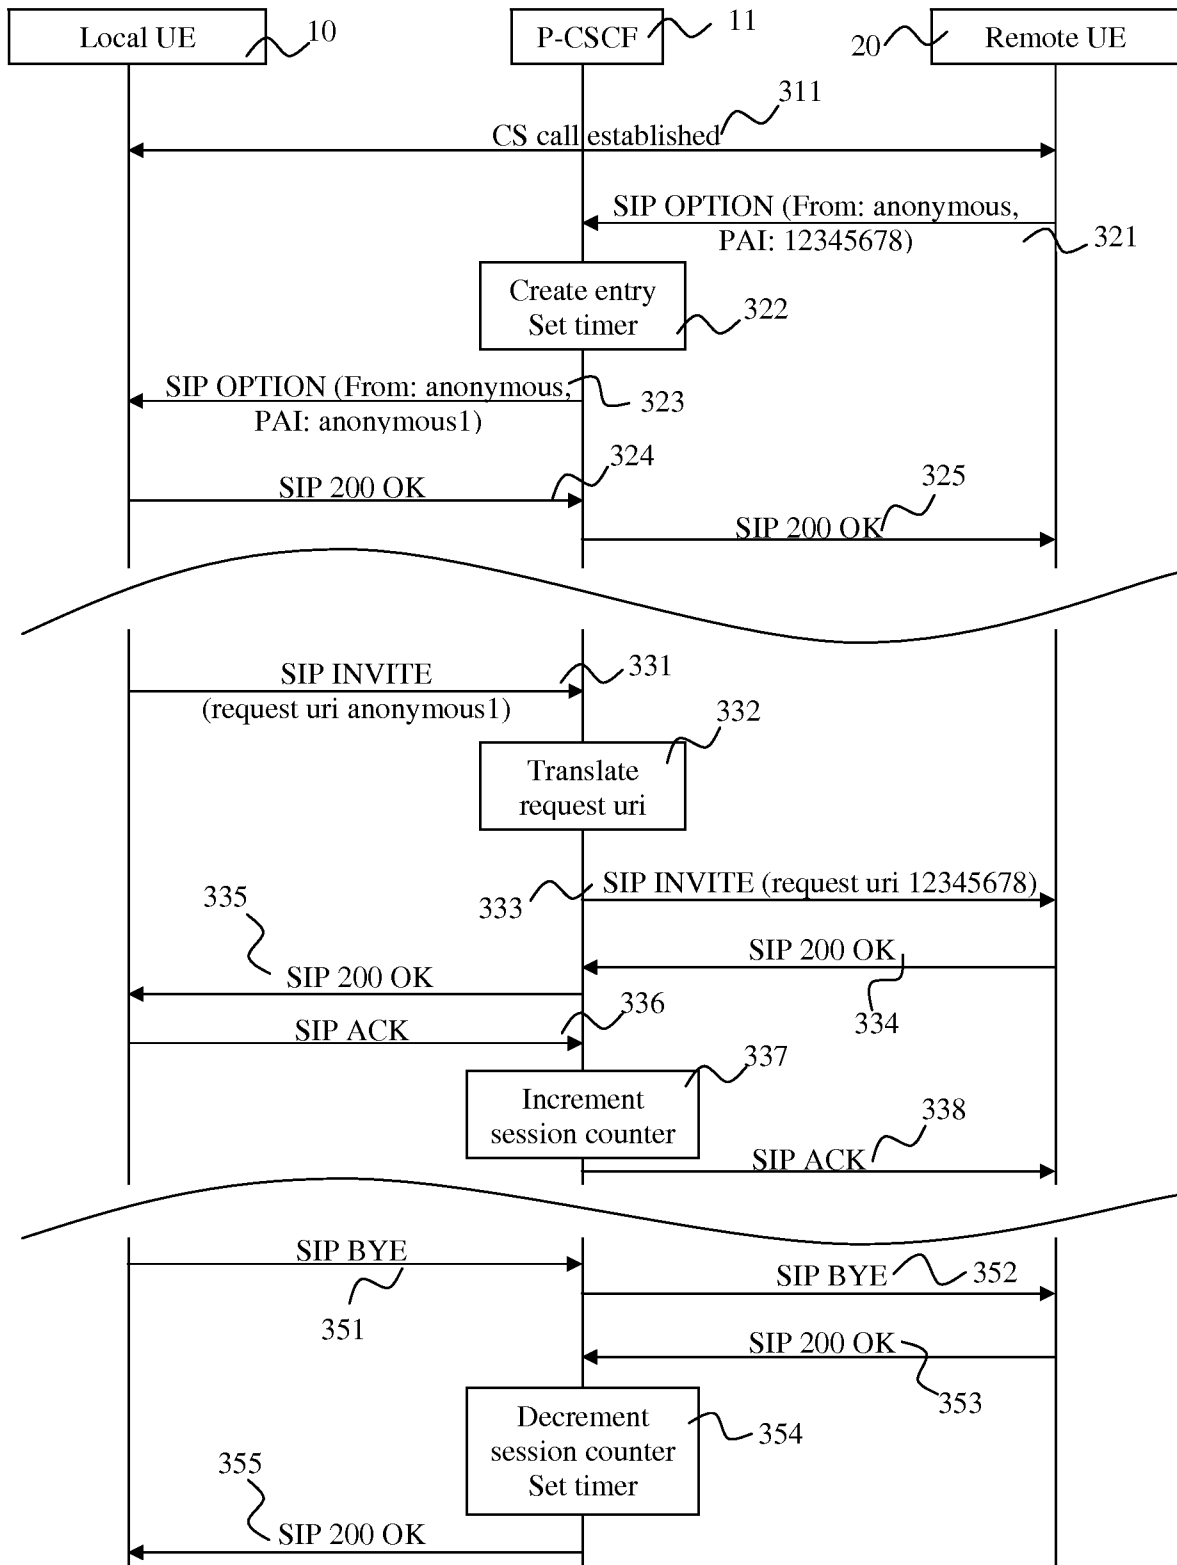 Local UE
10
P-CSCF
11
20
Remote UE
311
CS call established
SIP OPTION (From: anonymous,
PAI: 12345678)
321
Create entry
Set timer
322
SIP OPTION (From: anonymous,
PAI: anonymous1)
323
SIP 200 OK
324
SIP 200 OK
325
SIP INVITE
(request uri anonymous1)
331
Translate
request uri
332
333
SIP INVITE (request uri 12345678)
335
SIP 200 OK
334
SIP 200 OK
336
SIP ACK
337
Increment
session counter
338
SIP ACK
SIP BYE
351
SIP BYE
352
SIP 200 OK
353
Decrement
session counter
Set timer
354
355
SIP 200 OK